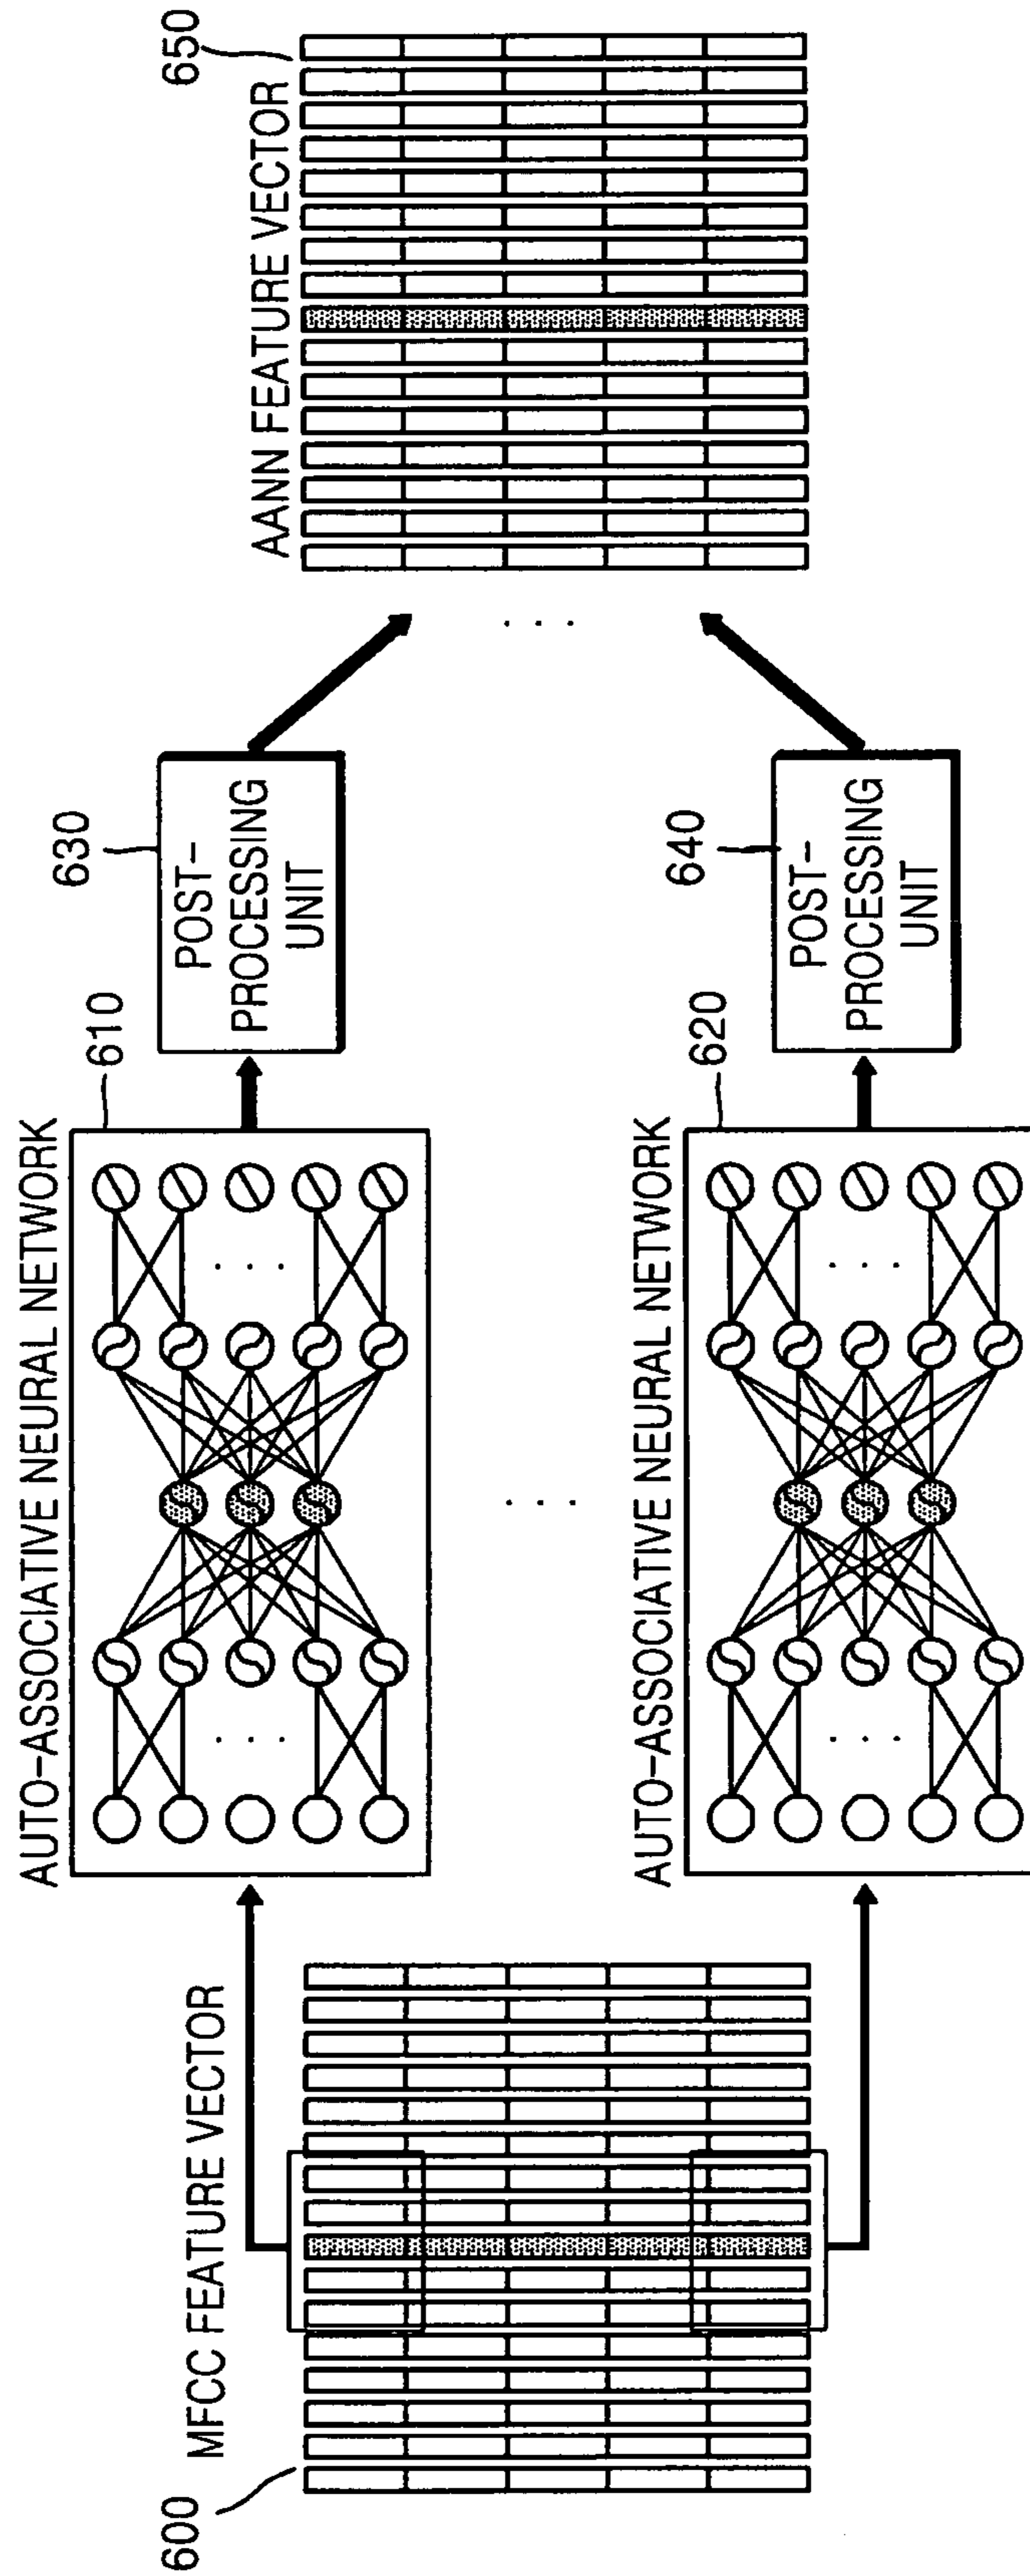 600
MFCC FEATURE VECTOR
AUTO-ASSOCIATIVE NEURAL NETWORK
610
. . .
. . .
POST-
PROCESSING
UNIT
630
. . .
AUTO-ASSOCIATIVE NEURAL NETWORK
620
. . .
. . .
POST-
PROCESSING
UNIT
640
. . .
AANN FEATURE VECTOR
650